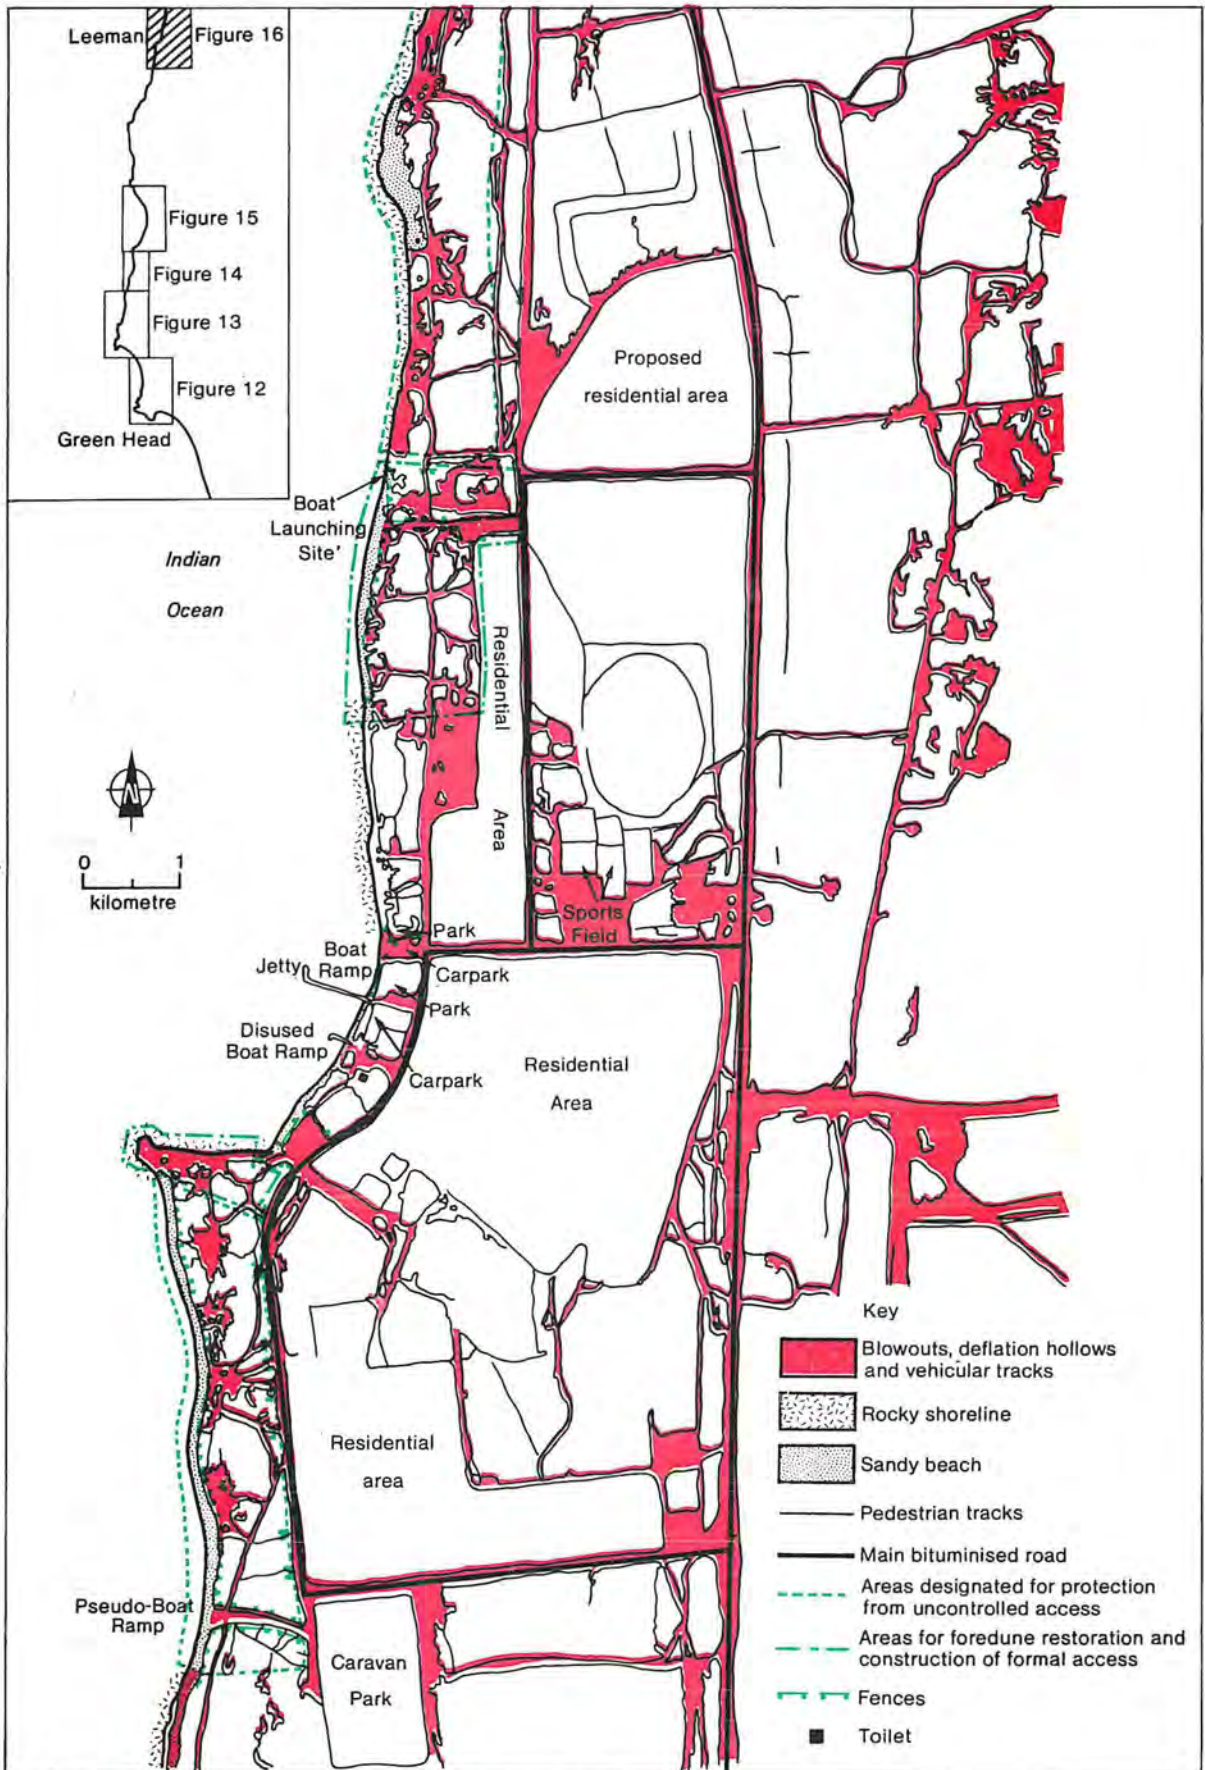 Leeman
Figure 16
Figure 15
Figure 14
Figure 13
Figure 12
Green Head
Indian
Ocean
Boat
Launching
Site'
Proposed
residential area
Residential
Area
N
0 1
kilometre
Sports
Field
Park
Boat
Ramp
Carpark
Jetty
Park
Disused
Boat Ramp
Carpark
Residential
Area
Residential
area
Pseudo-Boat
Ramp
Caravan
Park
Key
Blowouts, deflation hollows
and vehicular tracks
Rocky shoreline
Sandy beach
Pedestrian tracks
Main bituminised road
Areas designated for protection
from uncontrolled access
Areas for foredune restoration and
construction of formal access
Fences
Toilet